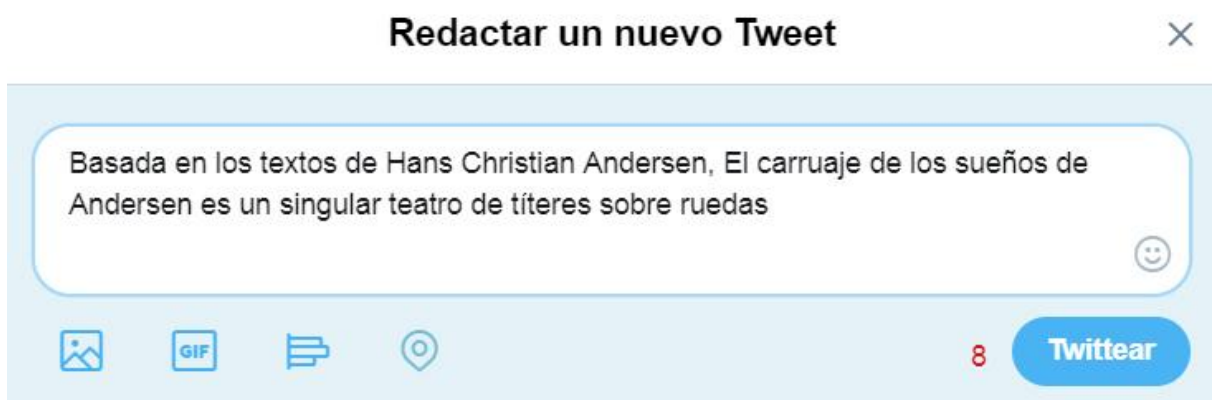 Redactar un nuevo Tweet
Basada en los textos de Hans Christian Andersen, El carruaje de los sueños de
Andersen es un singular teatro de títeres sobre ruedas
GIF
8
Twittear